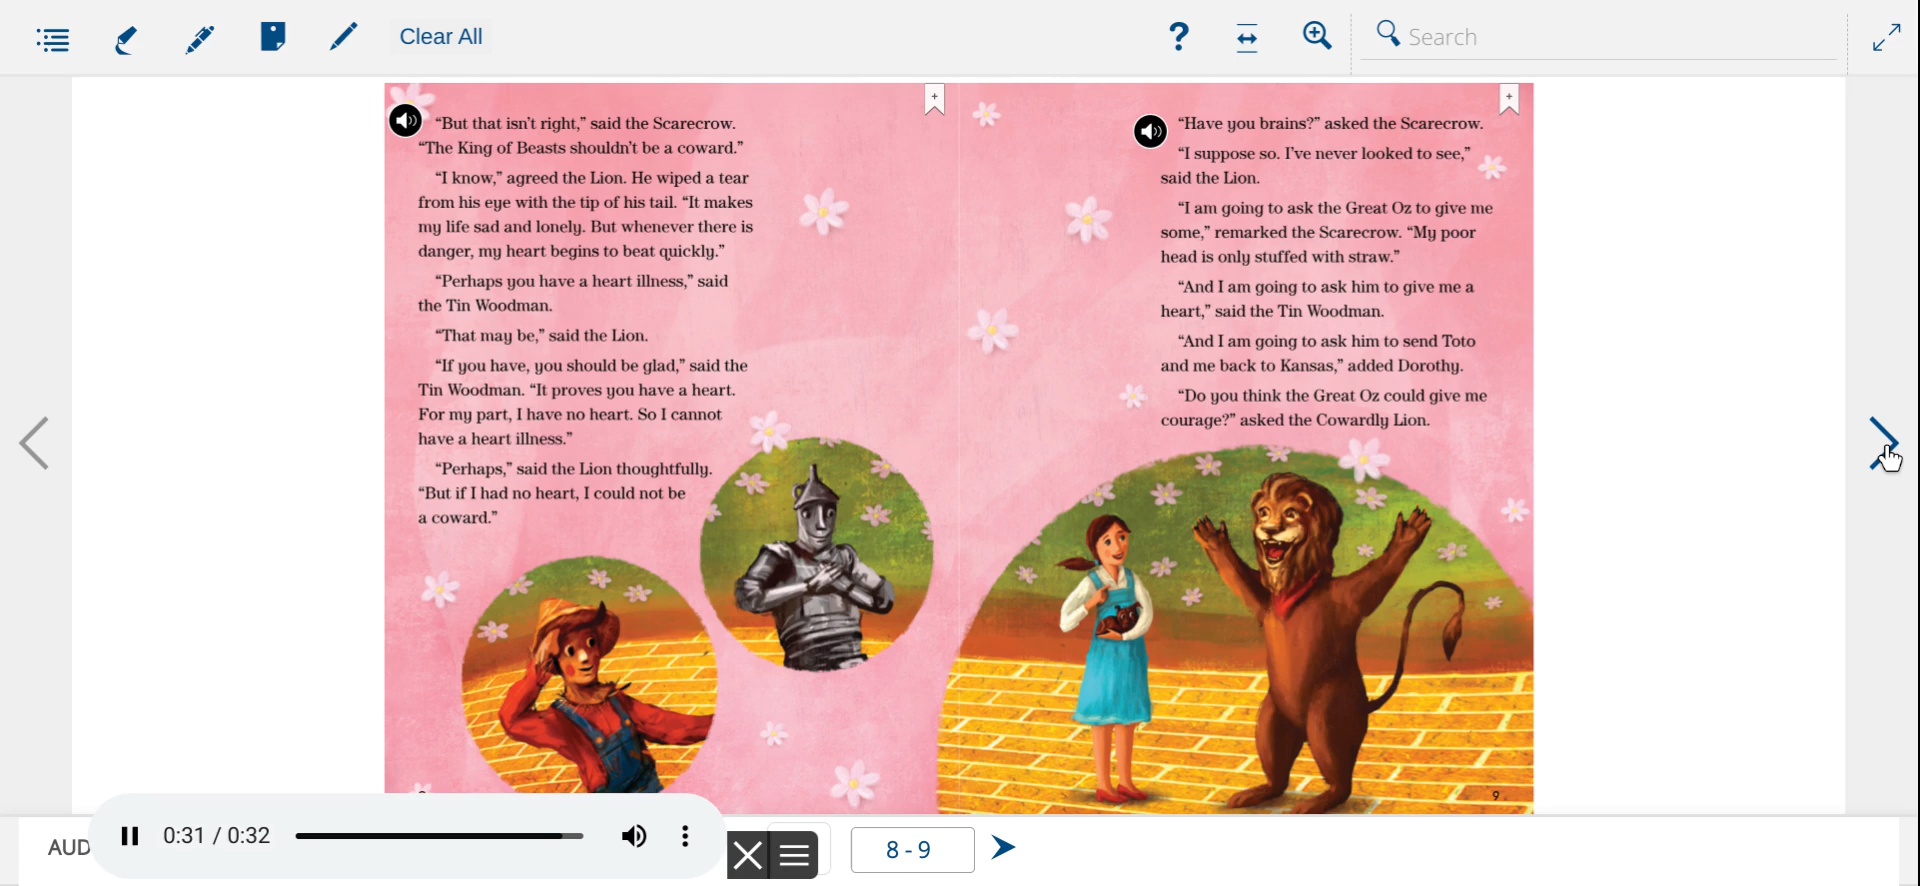 Clear All
Search
“But that isn’t right,” said the Scarecrow.
“The King of Beasts shouldn’t be a coward.”
“I know,” agreed the Lion. He wiped a tear
from his eye with the tip of his tail. “It makes
my life sad and lonely. But whenever there is
danger, my heart begins to beat quickly.”
“Perhaps you have a heart illness,” said
the Tin Woodman.
“That may be,” said the Lion.
“If you have, you should be glad,” said the
Tin Woodman. “It proves you have a heart.
For my part, I have no heart. So I cannot
have a heart illness.”
“Perhaps,” said the Lion thoughtfully.
“But if I had no heart, I could not be
a coward.”
“Have you brains?” asked the Scarecrow.
“I suppose so. I’ve never looked to see,”
said the Lion.
“I am going to ask the Great Oz to give me
some,” remarked the Scarecrow. “My poor
head is only stuffed with straw.”
“And I am going to ask him to give me a
heart,” said the Tin Woodman.
“And I am going to ask him to send Toto
and me back to Kansas,” added Dorothy.
“Do you think the Great Oz could give me
courage?” asked the Cowardly Lion.
9
AUD
0:31 / 0:32
8 - 9